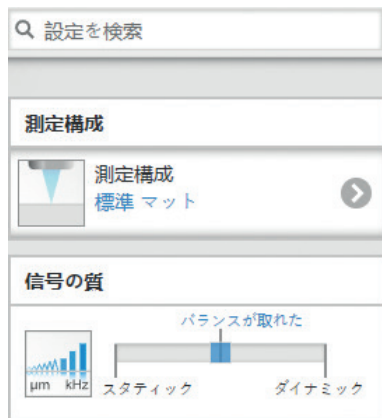 設定を検索
測定構成
測定構成
標準 マット
信号の質
バランスが取れた
µm kHz
スタティック ダイナミック